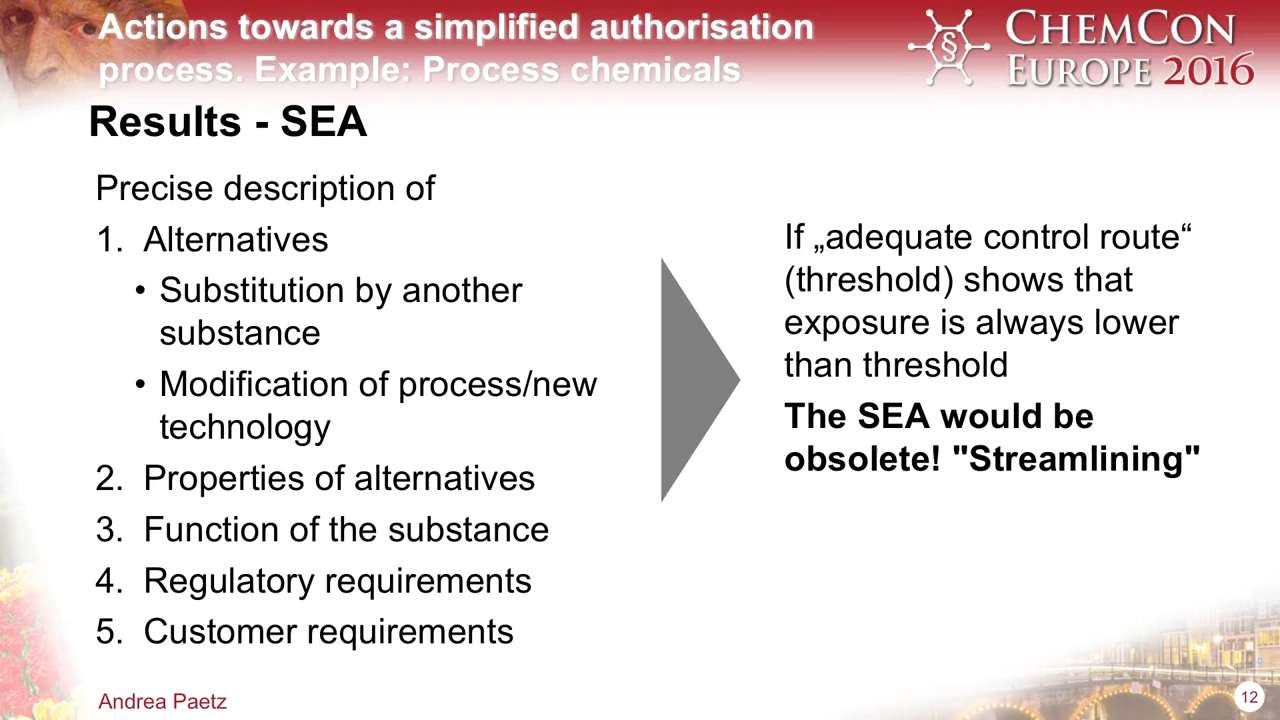 Actions towards a simplified authorisation
process. Example: Process chemicals
§
CHEMCON
EUROPE 2016
Results - SEA
Precise description of
1. Alternatives
• Substitution by another
substance
• Modification of process/new
technology
2. Properties of alternatives
3. Function of the substance
4. Regulatory requirements
5. Customer requirements
If „adequate control route“
(threshold) shows that
exposure is always lower
than threshold
The SEA would be
obsolete! "Streamlining"
Andrea Paetz
12